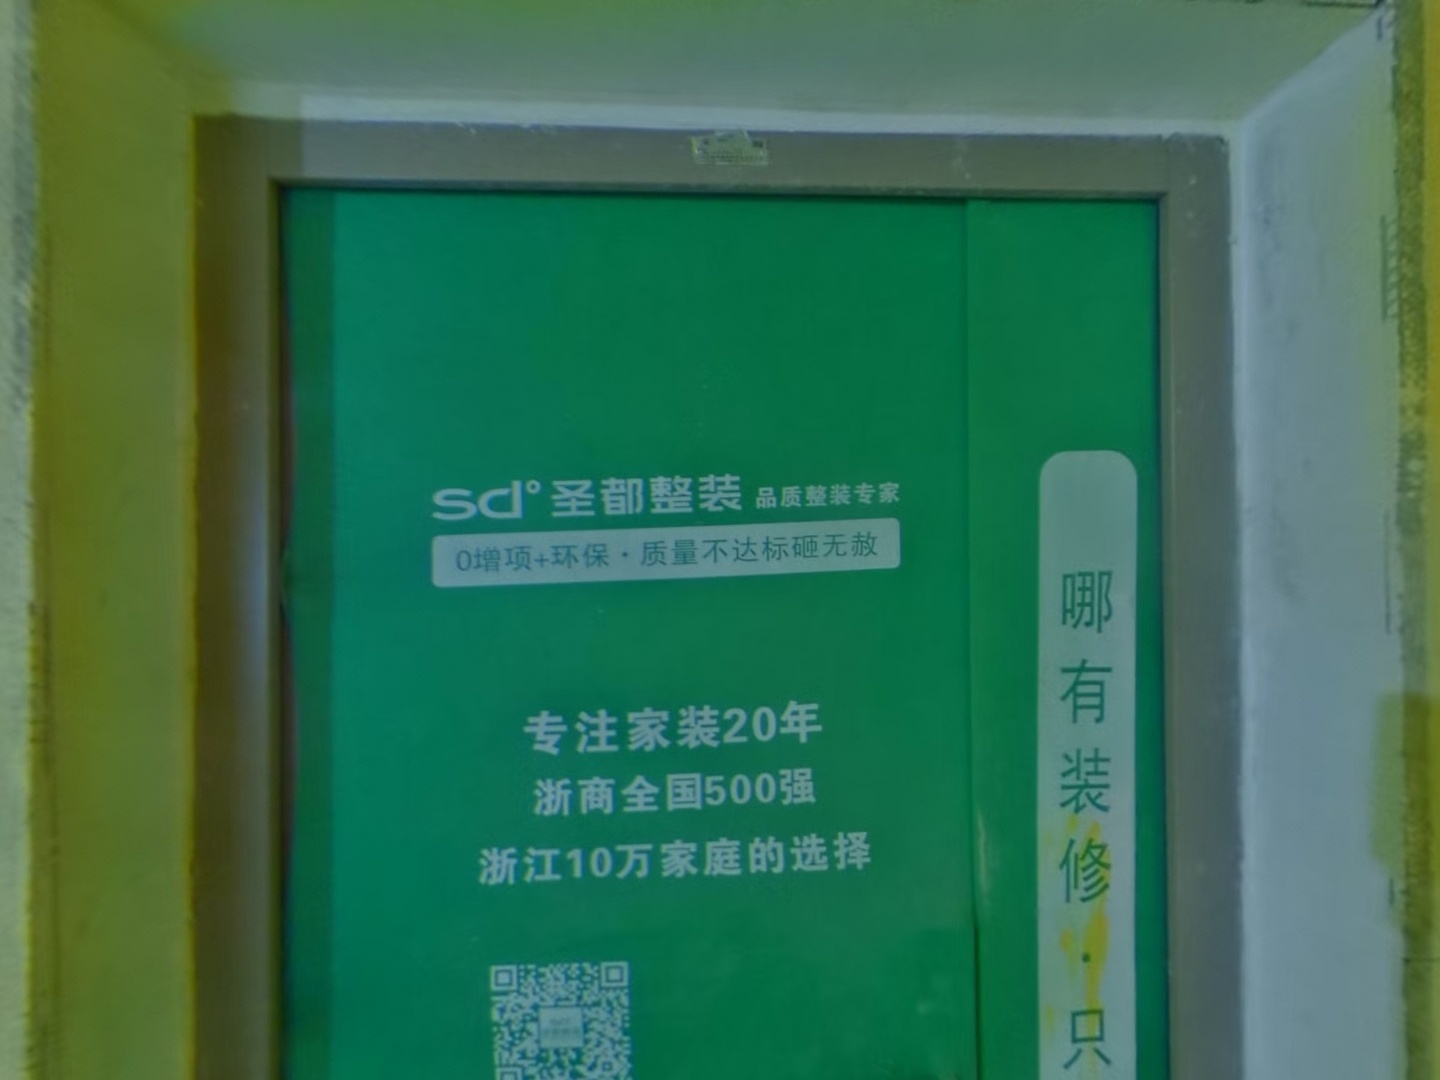 sd°圣都整装 品质整装专家
0增项+环保·质量不达标砸无赦
专注家装20年
浙商全国500强
浙江10万家庭的选择
哪有装修·只